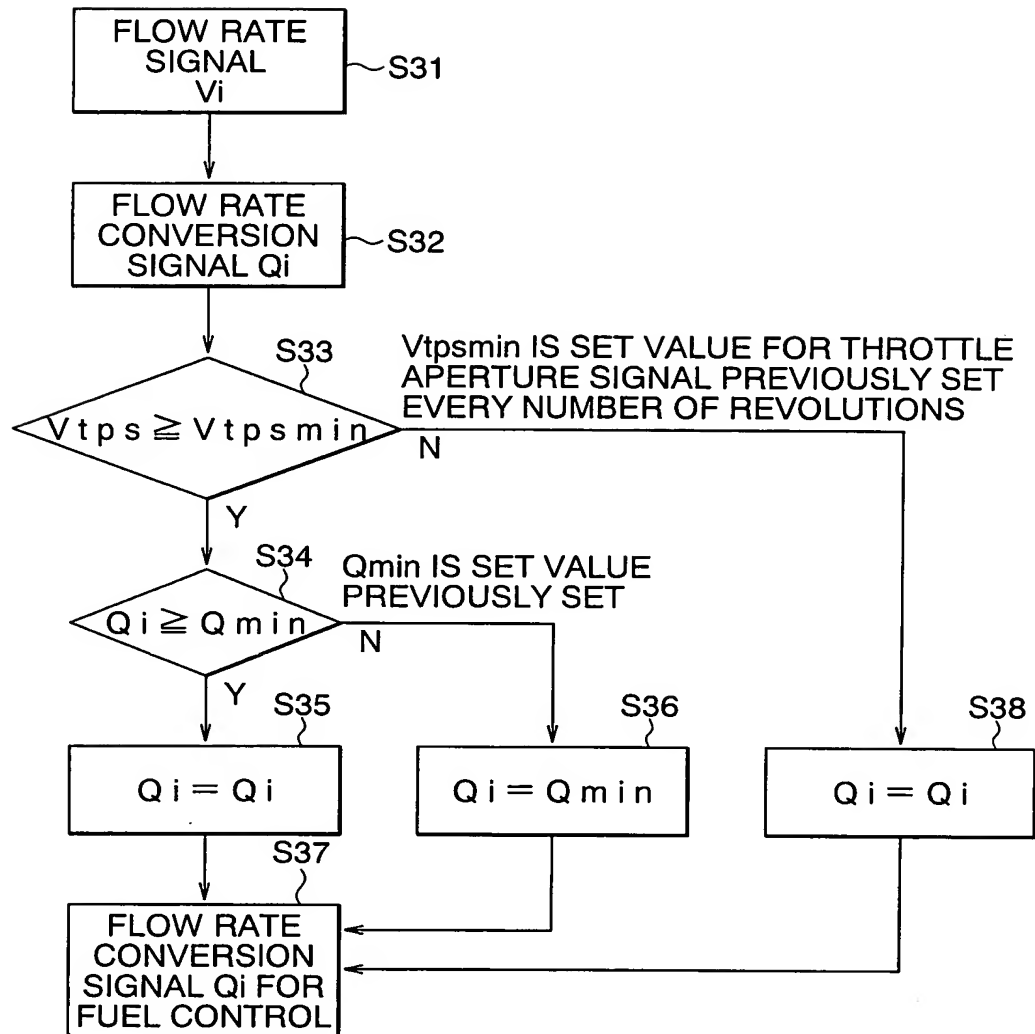 FLOW RATE
SIGNAL
Vi
S31
FLOW RATE
CONVERSION
SIGNAL Qi
S32
S33
Vtpsmin IS SET VALUE FOR THROTTLE
APERTURE SIGNAL PREVIOUSLY SET
EVERY NUMBER OF REVOLUTIONS
Vtps ≧ Vtpsmin
N
Y
S34
Qmin IS SET VALUE
PREVIOUSLY SET
Qi ≧ Qmin
N
Y
S35
S36
S38
Qi = Qi
Qi = Qmin
Qi = Qi
S37
FLOW RATE
CONVERSION
SIGNAL Qi FOR
FUEL CONTROL